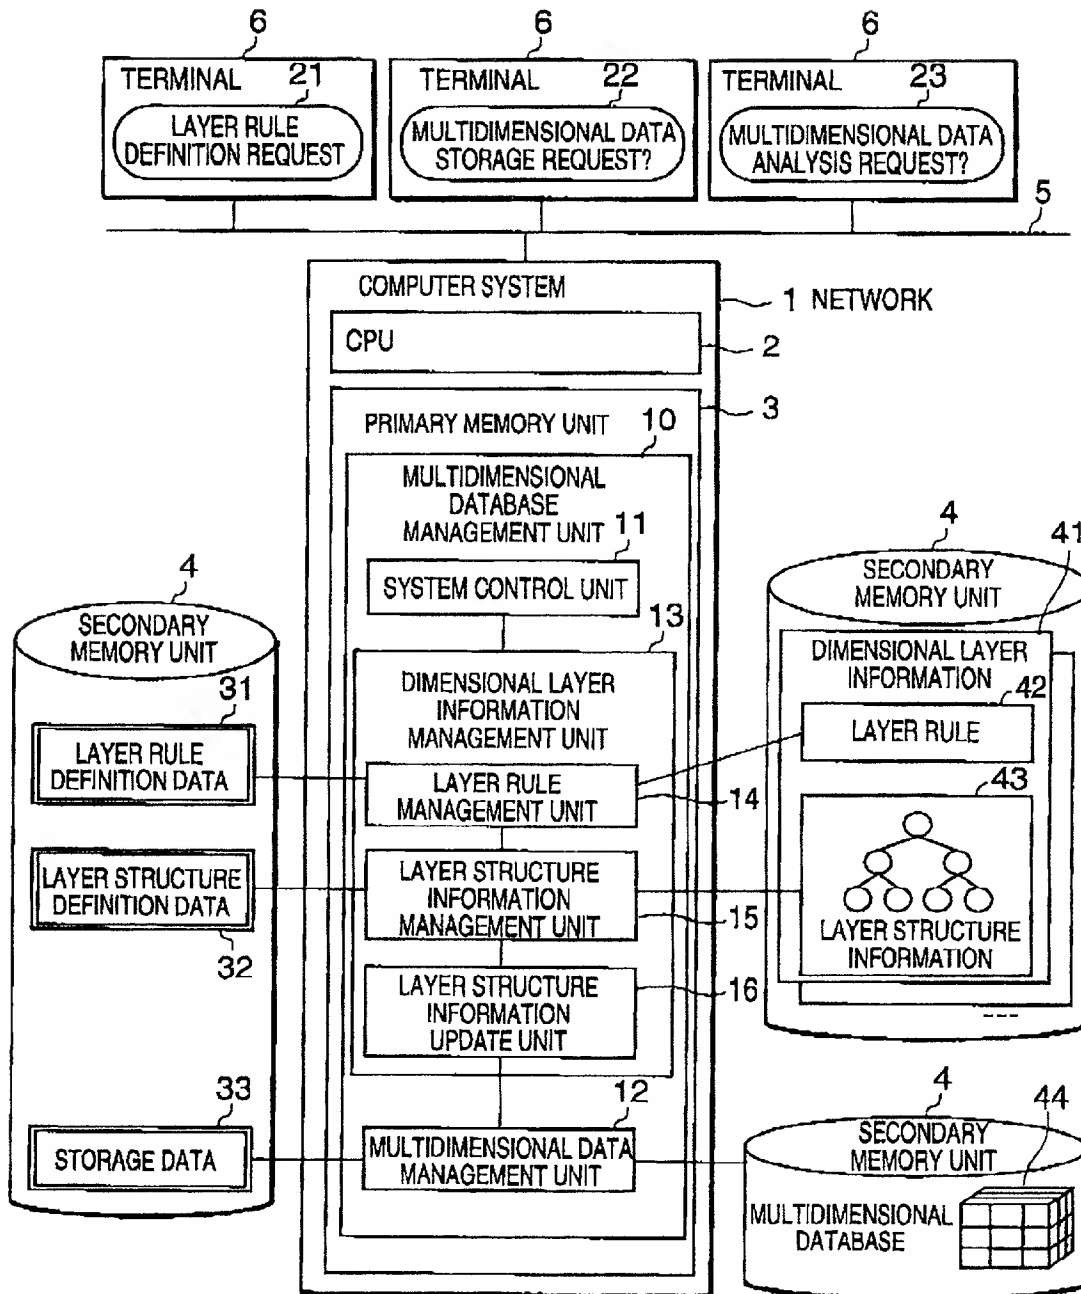 6
6
6
TERMINAL
21
LAYER RULE
DEFINITION REQUEST
TERMINAL
22
MULTIDIMENSIONAL DATA
STORAGE REQUEST?
TERMINAL
23
MULTIDIMENSIONAL DATA
ANALYSIS REQUEST?
5
COMPUTER SYSTEM
1 NETWORK
CPU
2
3
PRIMARY MEMORY UNIT
10
MULTIDIMENSIONAL
DATABASE
MANAGEMENT UNIT
11
SYSTEM CONTROL UNIT
13
DIMENSIONAL LAYER
INFORMATION
MANAGEMENT UNIT
LAYER RULE
MANAGEMENT UNIT
14
LAYER STRUCTURE
INFORMATION
MANAGEMENT UNIT
15
LAYER STRUCTURE
INFORMATION
UPDATE UNIT
16
12
MULTIDIMENSIONAL DATA
MANAGEMENT UNIT
4
SECONDARY
MEMORY UNIT
31
LAYER RULE
DEFINITION DATA
LAYER STRUCTURE
DEFINITION DATA
32
33
STORAGE DATA
4
41
SECONDARY
MEMORY UNIT
DIMENSIONAL LAYER
INFORMATION
42
LAYER RULE
43
LAYER STRUCTURE
INFORMATION
---
4
44
SECONDARY
MEMORY UNIT
MULTIDIMENSIONAL
DATABASE